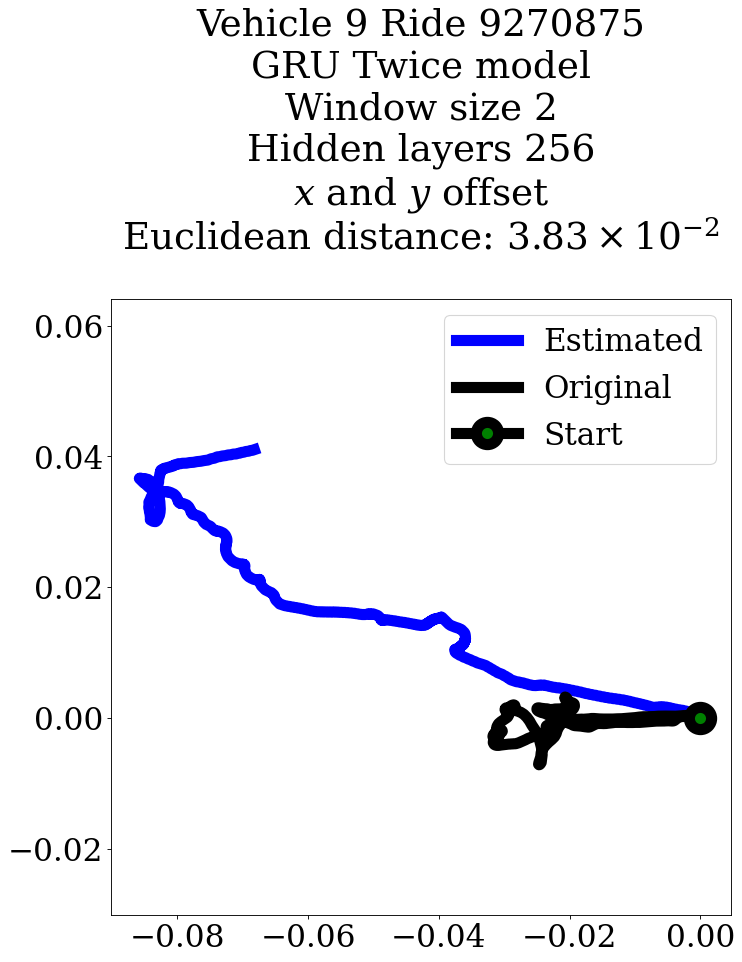 Vehicle 9 Ride 9270875
GRU Twice model
Window size 2
Hidden layers 256
x and y offset
Euclidean distance: 3.83 × 10⁻²
Estimated
Original
Start
0.06
0.04
0.02
0.00
−0.02
−0.08 −0.06 −0.04 −0.02 0.00